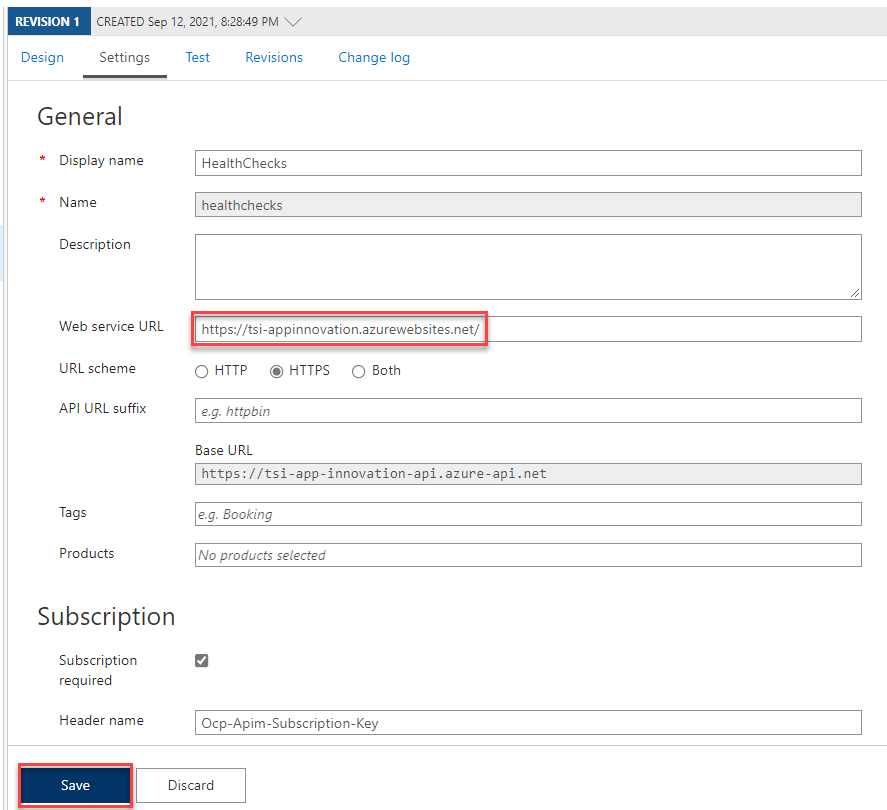 REVISION 1 CREATED Sep 12, 2021, 8:28:49 PM
Design Settings Test Revisions Change log
General
* Display name HealthChecks
* Name healthchecks
Description
Web service URL https://tsi-appinnovation.azurewebsites.net/
URL scheme HTTP HTTPS Both
API URL suffix e.g. httpbin
Base URL
https://tsi-app-innovation-api.azure-api.net
Tags e.g. Booking
Products No products selected
Subscription
Subscription
required
Header name Ocp-Apim-Subscription-Key
Save Discard